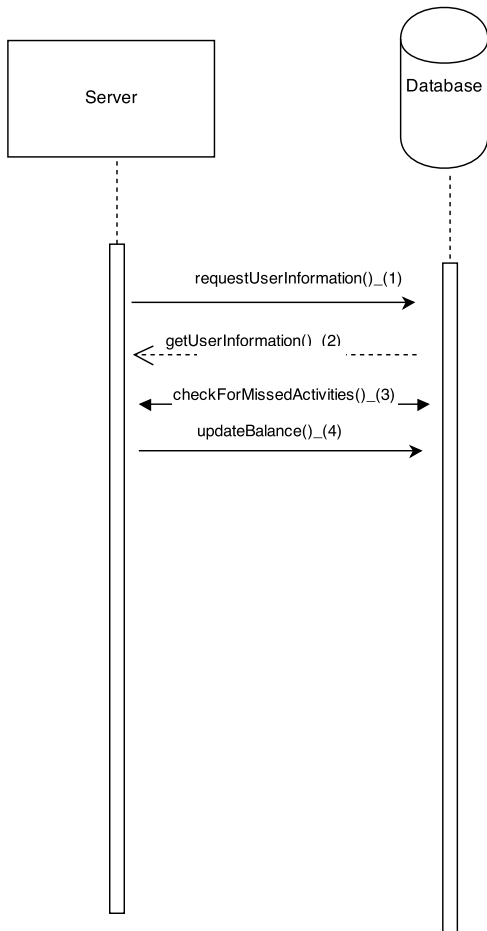 Server
Database
requestUserInformation()_(1)
getUserInformation()_(2)
checkForMissedActivities()_(3)
updateBalance()_(4)